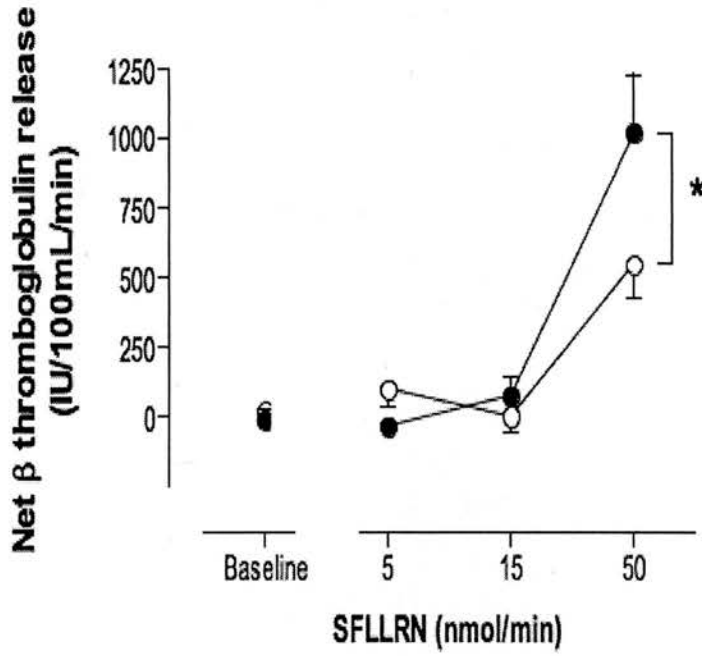 Net β thromboglobulin release
(IU/100mL/min)
1250
1000
750
500
250
0
*
Baseline 5 15 50
SFLLRN (nmol/min)